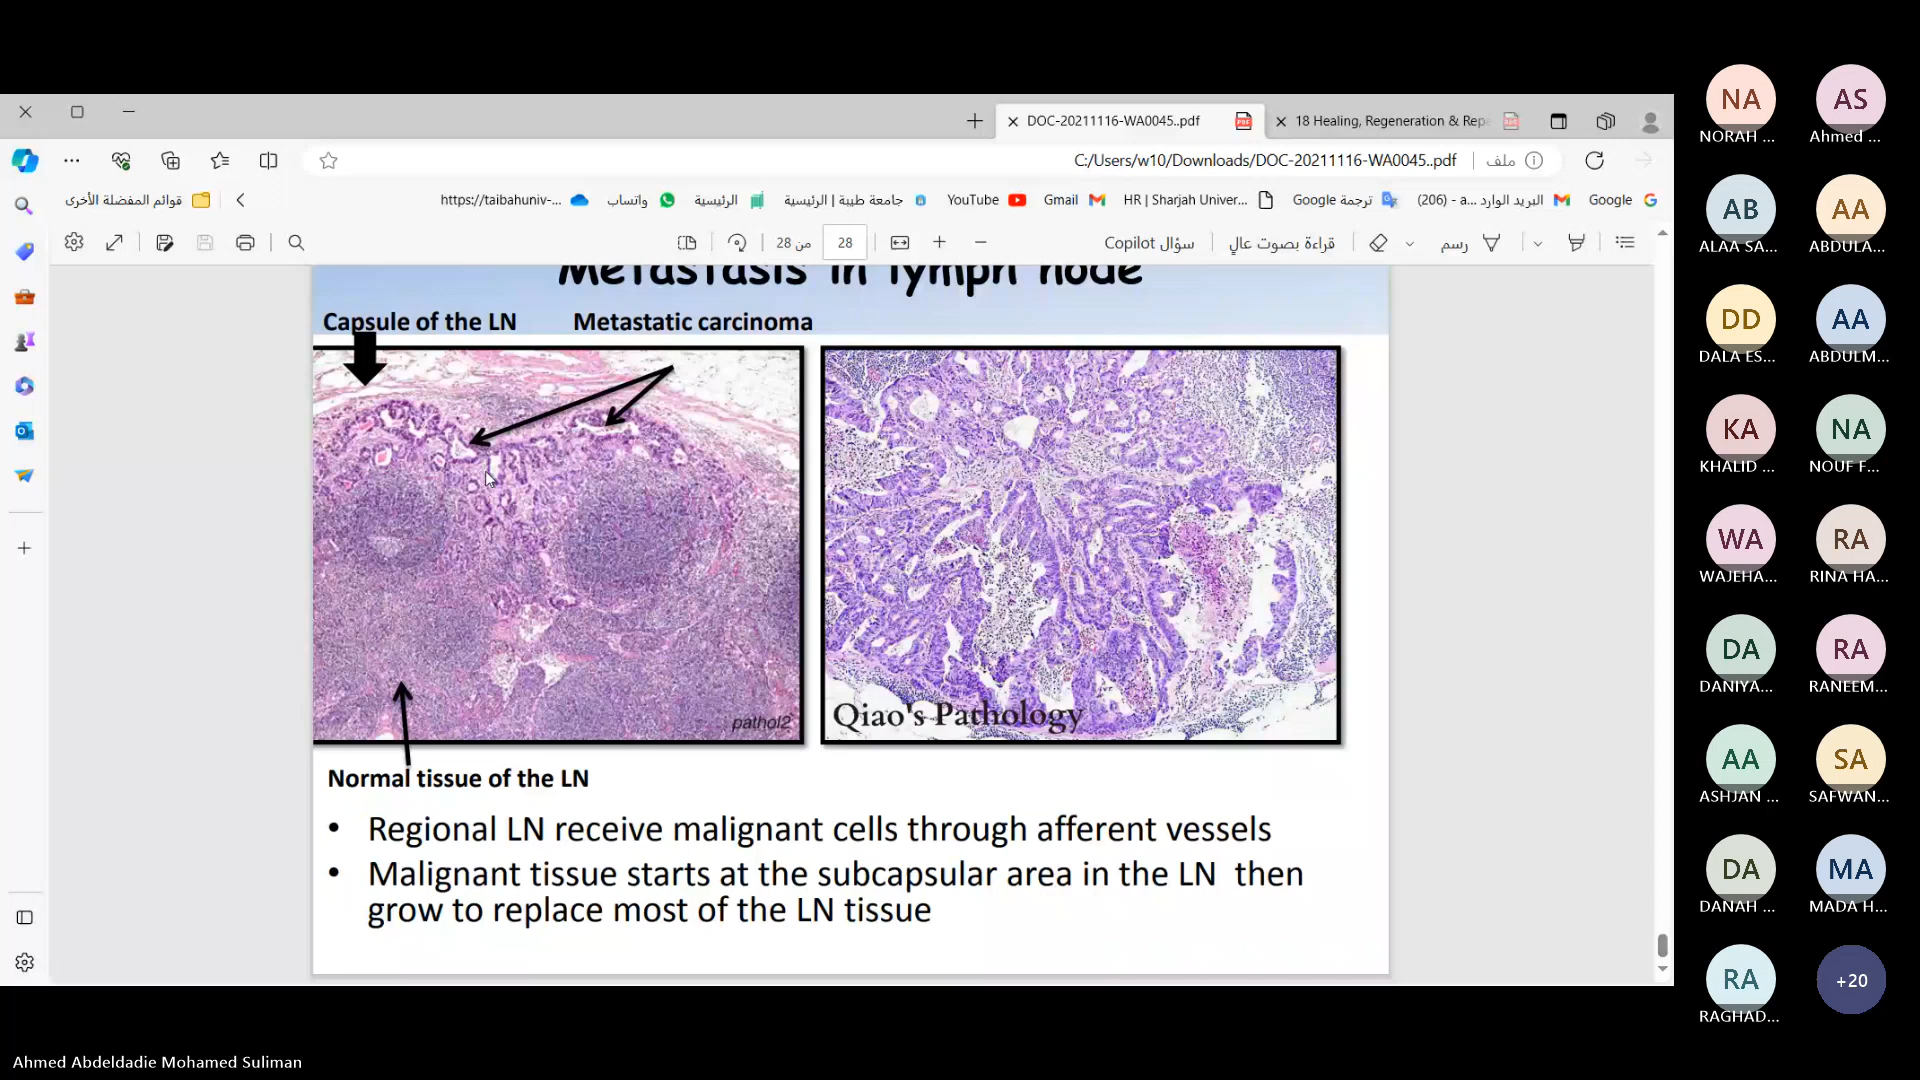 DOC-20211116-WA0045..pdf
18 Healing, Regeneration & Rep
C:/Users/w10/Downloads/DOC-20211116-WA0045..pdf
ملف
Google
البريد الوارد (206) - a...
ترجمة Google
HR | Sharjah Univer...
Gmail
YouTube
جامعة طيبة | الرئيسية
الرئيسية
واتساب
https://taibahuniv-...
قوائم المفضلة الأخرى
رسم
قراءة بصوت عالٍ
سؤال Copilot
28
من 28
Metastasis in lymph node
Capsule of the LN
Metastatic carcinoma
pathol2
Qiao's Pathology
Normal tissue of the LN
• Regional LN receive malignant cells through afferent vessels
• Malignant tissue starts at the subcapsular area in the LN then
grow to replace most of the LN tissue
NA
NORAH ...
AS
Ahmed ...
AB
ALAA SA...
AA
ABDULA...
DD
DALA ES...
AA
ABDULM...
KA
KHALID ...
NA
NOUF F...
WA
WAJEHA...
RA
RINA HA...
DA
DANIYA...
RA
RANEEM...
AA
ASHJAN ...
SA
SAFWAN...
DA
DANAH ...
MA
MADA H...
RA
RAGHAD...
+20
Ahmed Abdeldadie Mohamed Suliman